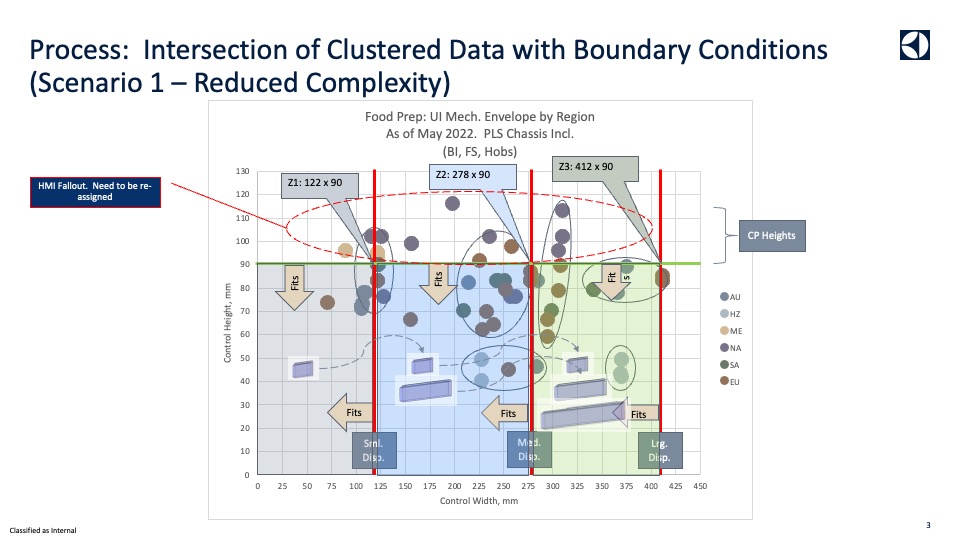 Process:  Intersection of Clustered Data with Boundary Conditions
(Scenario 1 – Reduced Complexity)
Food Prep: UI Mech. Envelope by Region
As of May 2022.  PLS Chassis Incl.
(BI, FS, Hobs)
HMI Fallout.  Need to be re-
assigned
Z1: 122 x 90
Z2: 278 x 90
Z3: 412 x 90
CP Heights
Control Height, mm
130
120
110
100
90
80
70
60
50
40
30
20
10
0
Fits
Fits
Fits
Fits
Fits
Fits
Sml.
Disp.
Med.
Disp.
Lrg.
Disp.
AU
HZ
ME
NA
SA
EU
0 25 50 75 100 125 150 175 200 225 250 275 300 325 350 375 400 425 450
Control Width, mm
Classified as Internal
3